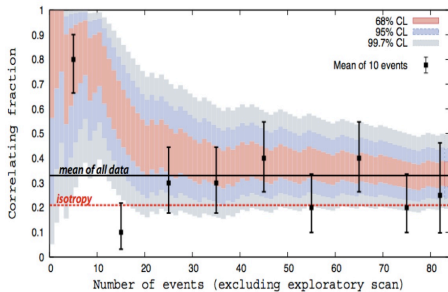 68% CL
95% CL
99.7% CL
Mean of 10 events
1
0.9
0.8
0.7
0.6
0.5
0.4
0.3
0.2
0.1
0
Correlating fraction
mean of all data
isotropy
0 10 20 30 40 50 60 70 80
Number of events (excluding exploratory scan)